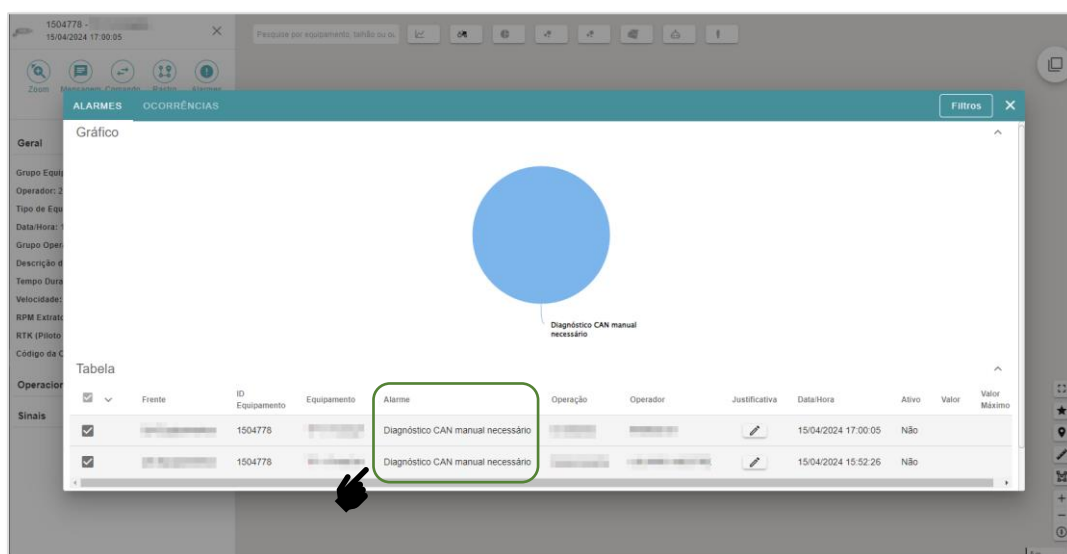 1504778 -
15/04/2024 17:00:05
Pesquise por equipamento, talhão ou
Zoom Mensagem Comando Rastro Alarmes
ALARMES OCORRÊNCIAS Filtros
Gráfico
Geral
Grupo Equip
Operador: 2
Tipo de Equ
Data/Hora:
Grupo Oper
Descrição d
Tempo Dura
Velocidade:
RPM Extrato
RTK (Piloto
Código da C
Operacion
Sinais
Diagnóstico CAN manual
necessário
Tabela
Frente ID Equipamento Equipamento Alarme Operação Operador Justificativa Data/Hora Ativo Valor Valor Máximo
1504778 Diagnóstico CAN manual necessário 15/04/2024 17:00:05 Não
1504778 Diagnóstico CAN manual necessário 15/04/2024 15:52:26 Não